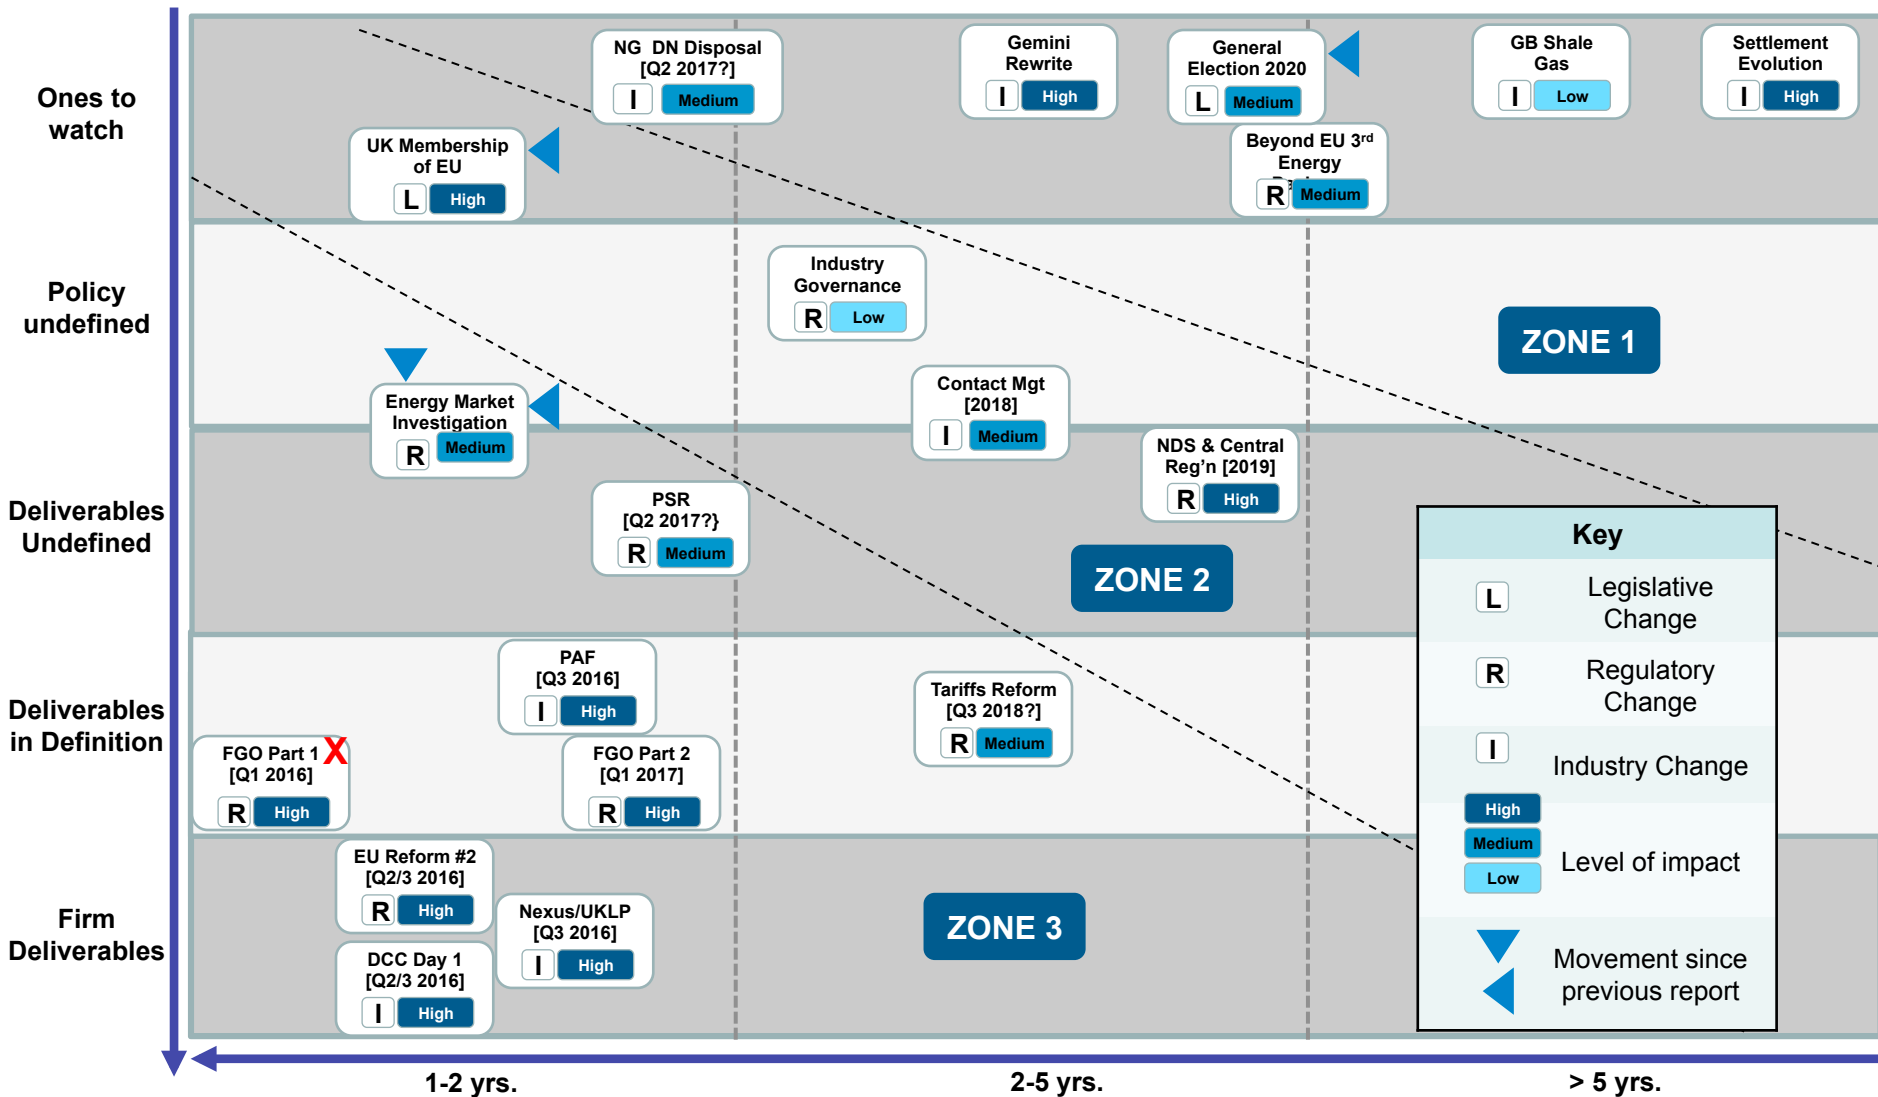 Ones to
watch
NG  DN Disposal
[Q2 2017?]
I
Medium
Gemini
Rewrite
I
High
General
Election 2020
L
Medium
GB Shale
Gas
I
Low
Settlement
Evolution
I
High
UK Membership
of EU
L
High
Beyond EU 3rd
Energy
R
Medium
Policy
undefined
Industry
Governance
R
Low
ZONE 1
Energy Market
Investigation
R
Medium
Contact Mgt
[2018]
I
Medium
Deliverables
Undefined
NDS & Central
Reg'n [2019]
R
High
PSR
[Q2 2017?}
R
Medium
ZONE 2
Deliverables
in Definition
PAF
[Q3 2016]
I
High
Tariffs Reform
[Q3 2018?]
R
Medium
FGO Part 1
[Q1 2016]
X
R
High
FGO Part 2
[Q1 2017]
R
High
Firm
Deliverables
EU Reform #2
[Q2/3 2016]
R
High
Nexus/UKLP
[Q3 2016]
I
High
DCC Day 1
[Q2/3 2016]
I
High
ZONE 3
Key
L
Legislative
Change
R
Regulatory
Change
I
Industry Change
High
Medium
Low
Level of impact
Movement since
previous report
1-2 yrs.
2-5 yrs.
> 5 yrs.